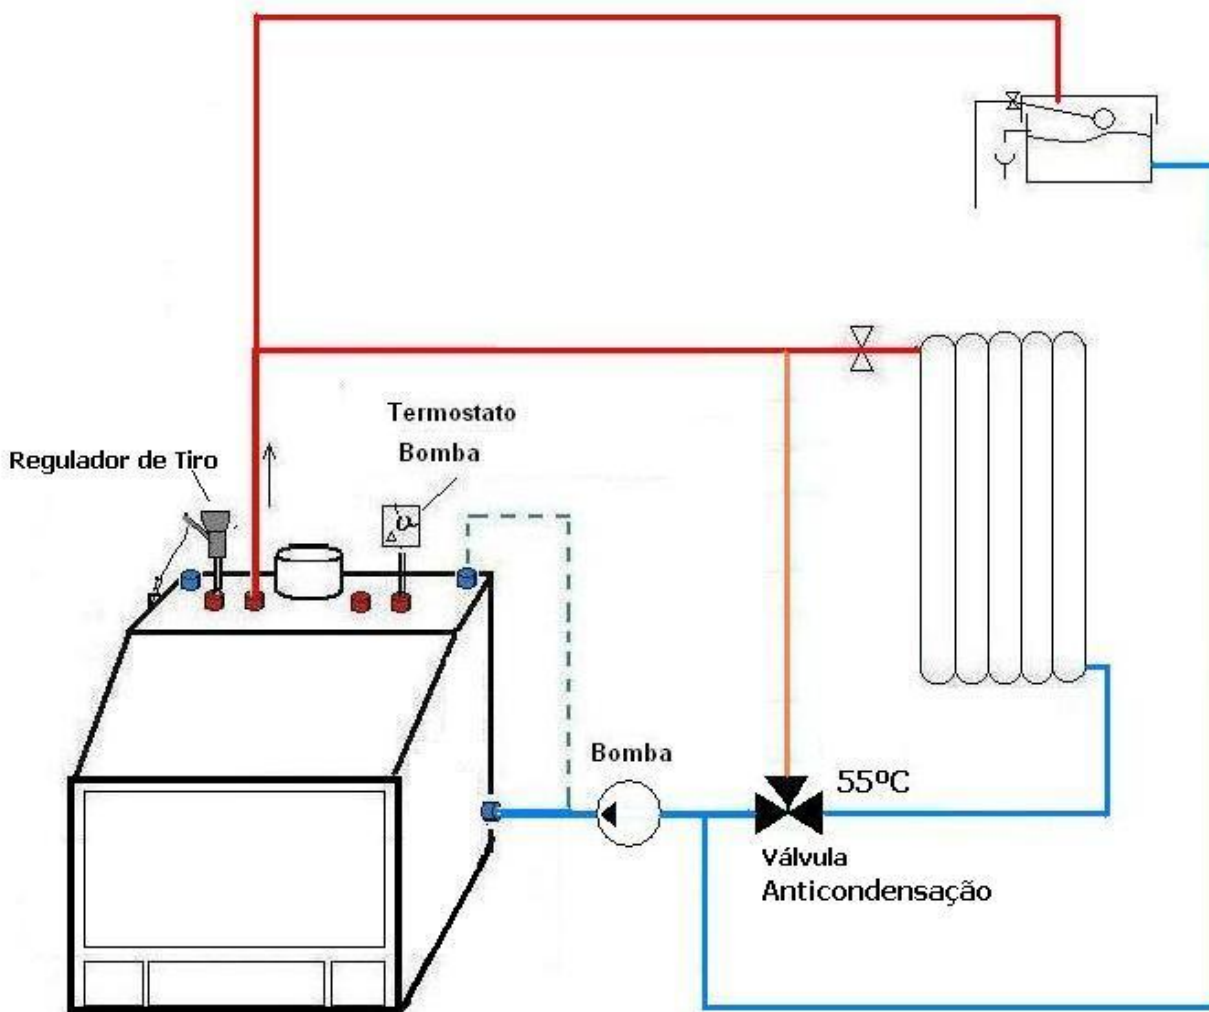 Termostato
Bomba
Regulador de Tiro
Bomba
55ºC
Válvula
Anticondensação